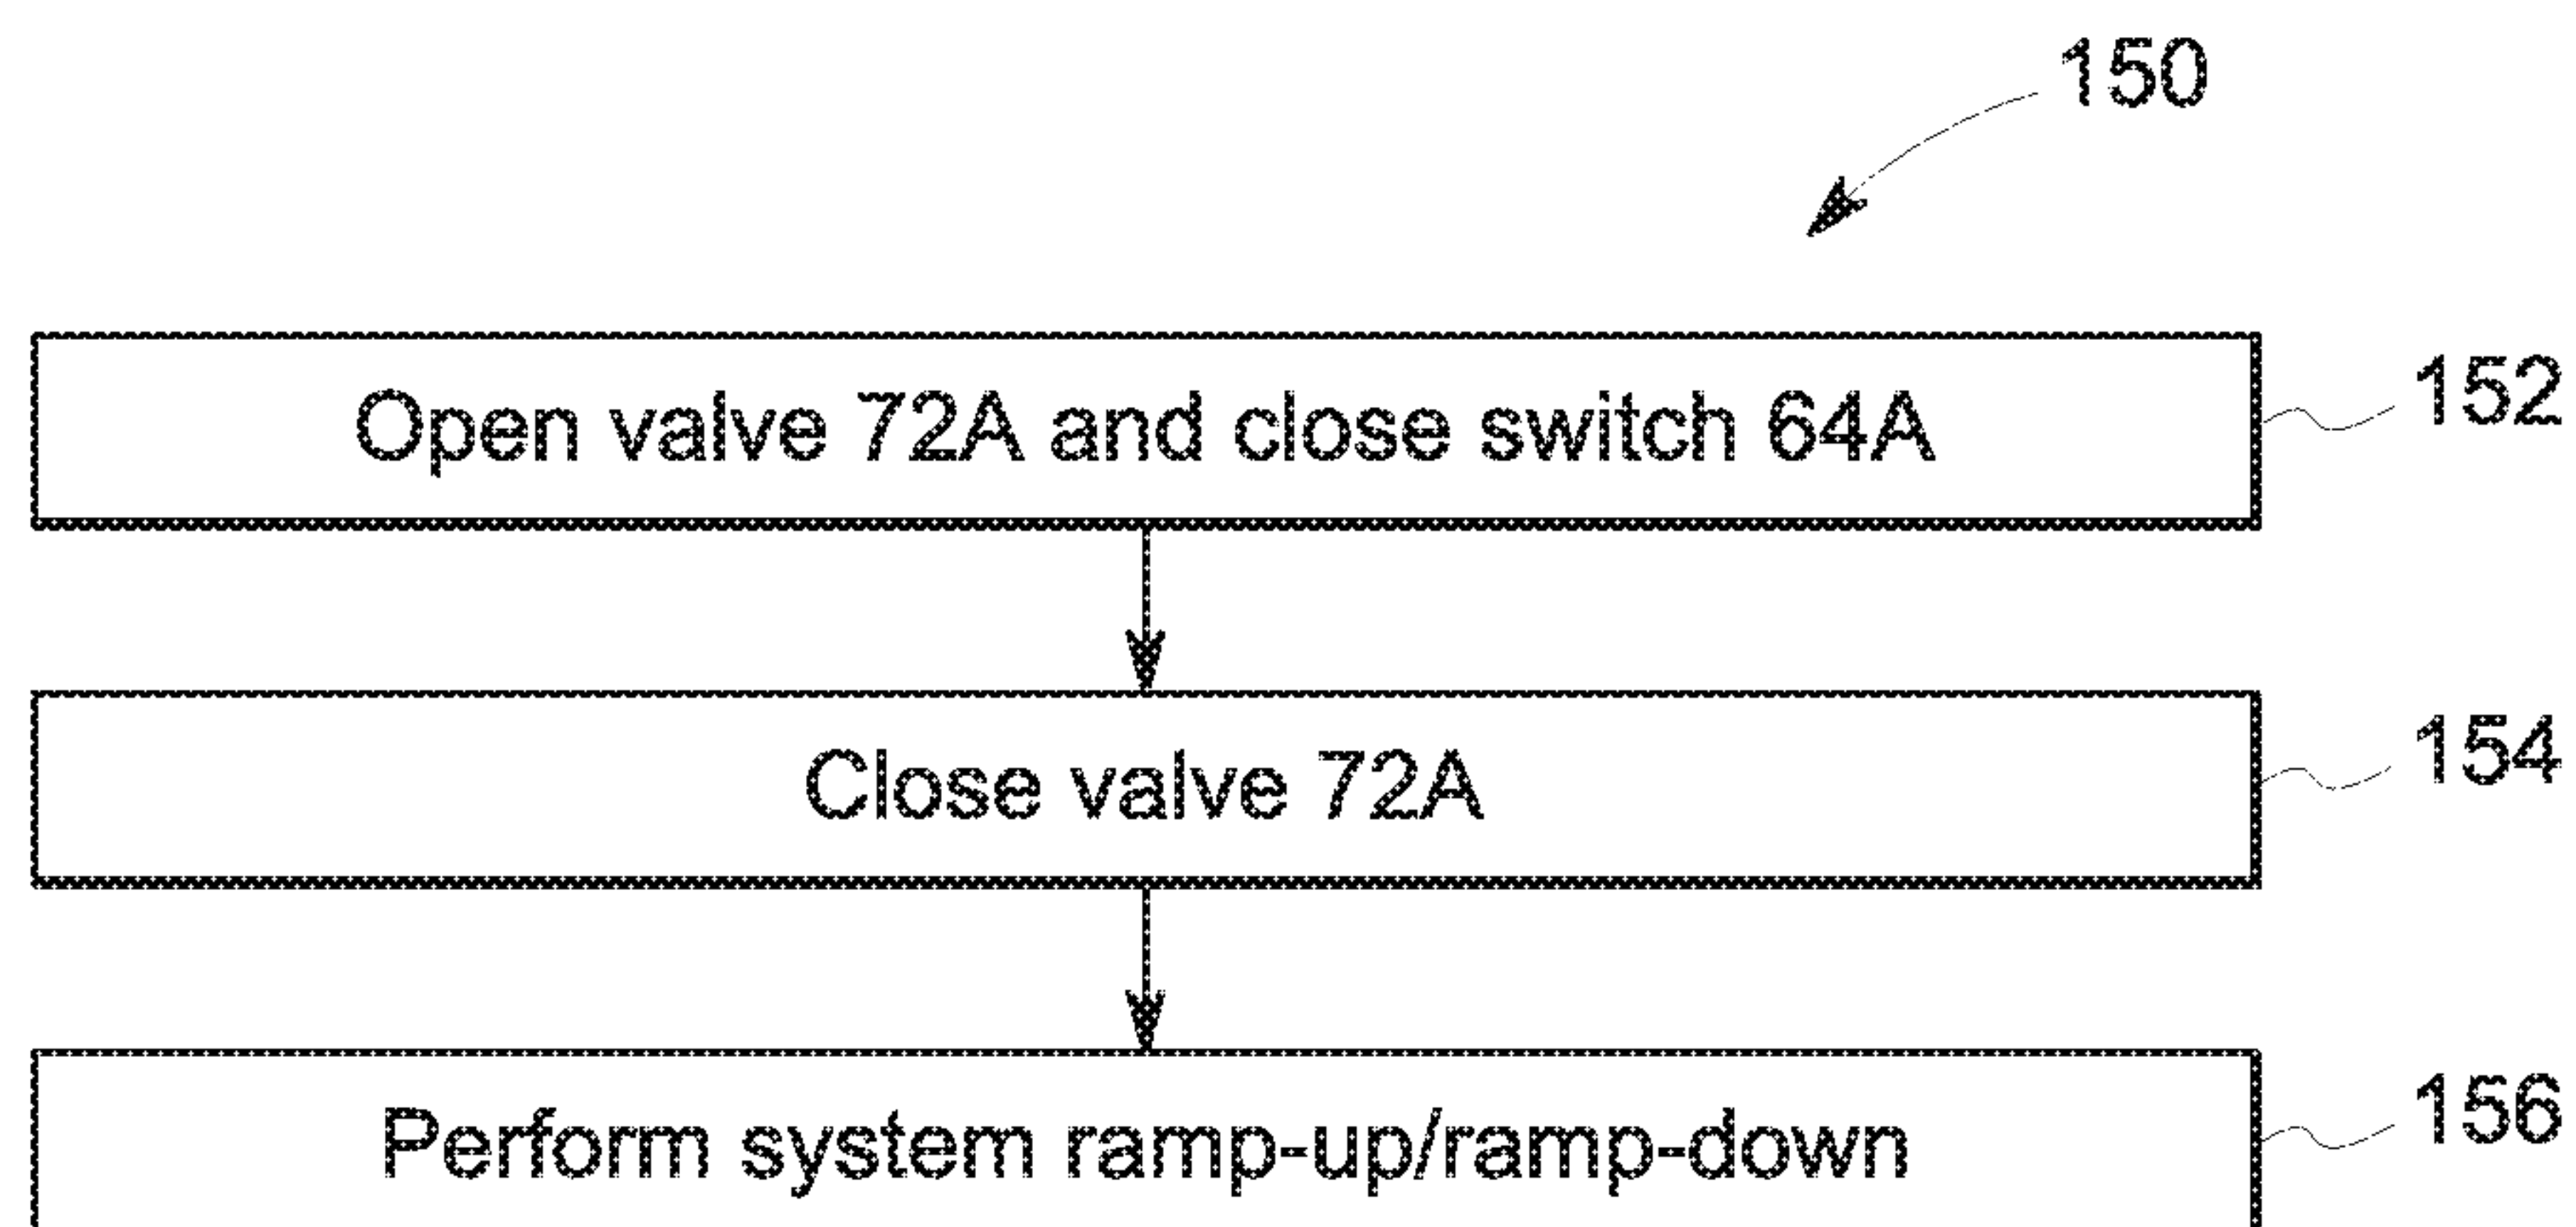 150
Open valve 72A and close switch 64A
152
Close valve 72A
154
Perform system ramp-up/ramp-down
156